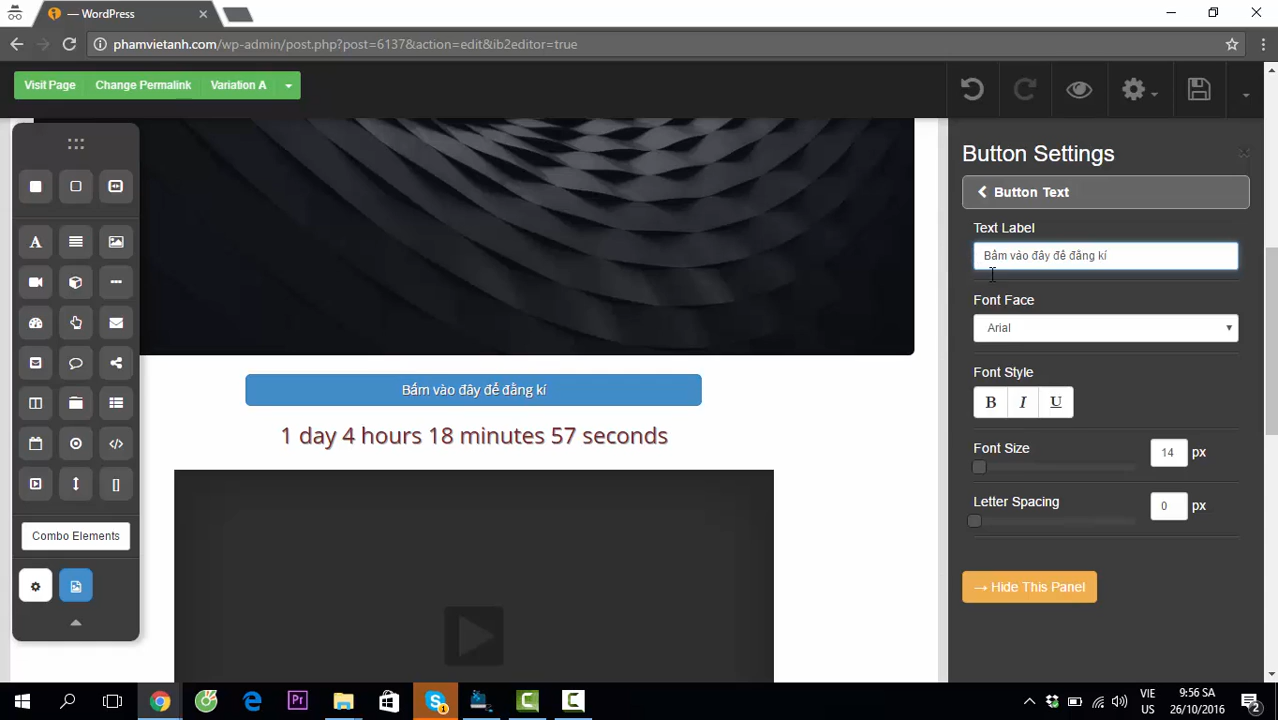 — WordPress
phamvietanh.com/wp-admin/post.php?post=6137&action=edit&ib2editor=true
Visit Page
Change Permalink
Variation A
Button Settings
Button Text
Text Label
Bấm vào đây để đằng kí
Font Face
Arial
Font Style
B I U
Font Size
14 px
Letter Spacing
0 px
→ Hide This Panel
Bấm vào đây để đằng kí
1 day 4 hours 18 minutes 57 seconds
Combo Elements
VIE
US
9:56 SA
26/10/2016